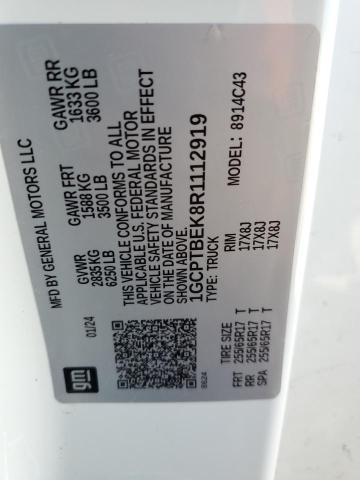 MFD BY GENERAL MOTORS LLC
01/24 GVWR GAWR FRT GAWR RR
2835KG 1588 KG 1633 KG
6250 LB 3500 LB 3600 LB
THIS VEHICLE CONFORMS TO ALL
APPLICABLE U.S. FEDERAL MOTOR
VEHICLE SAFETY STANDARDS IN EFFECT
ON THE DATE OF MANUFACTURE
SHOWN ABOVE.
1GCPTBEK8R1112919
TYPE: TRUCK MODEL: 8914C43
gm
8624
TIRE SIZE RIM
FRT 255/65R17 T 17X8J
RR 255/65R17 T 17X8J
SPA 255/65R17 T 17X8J